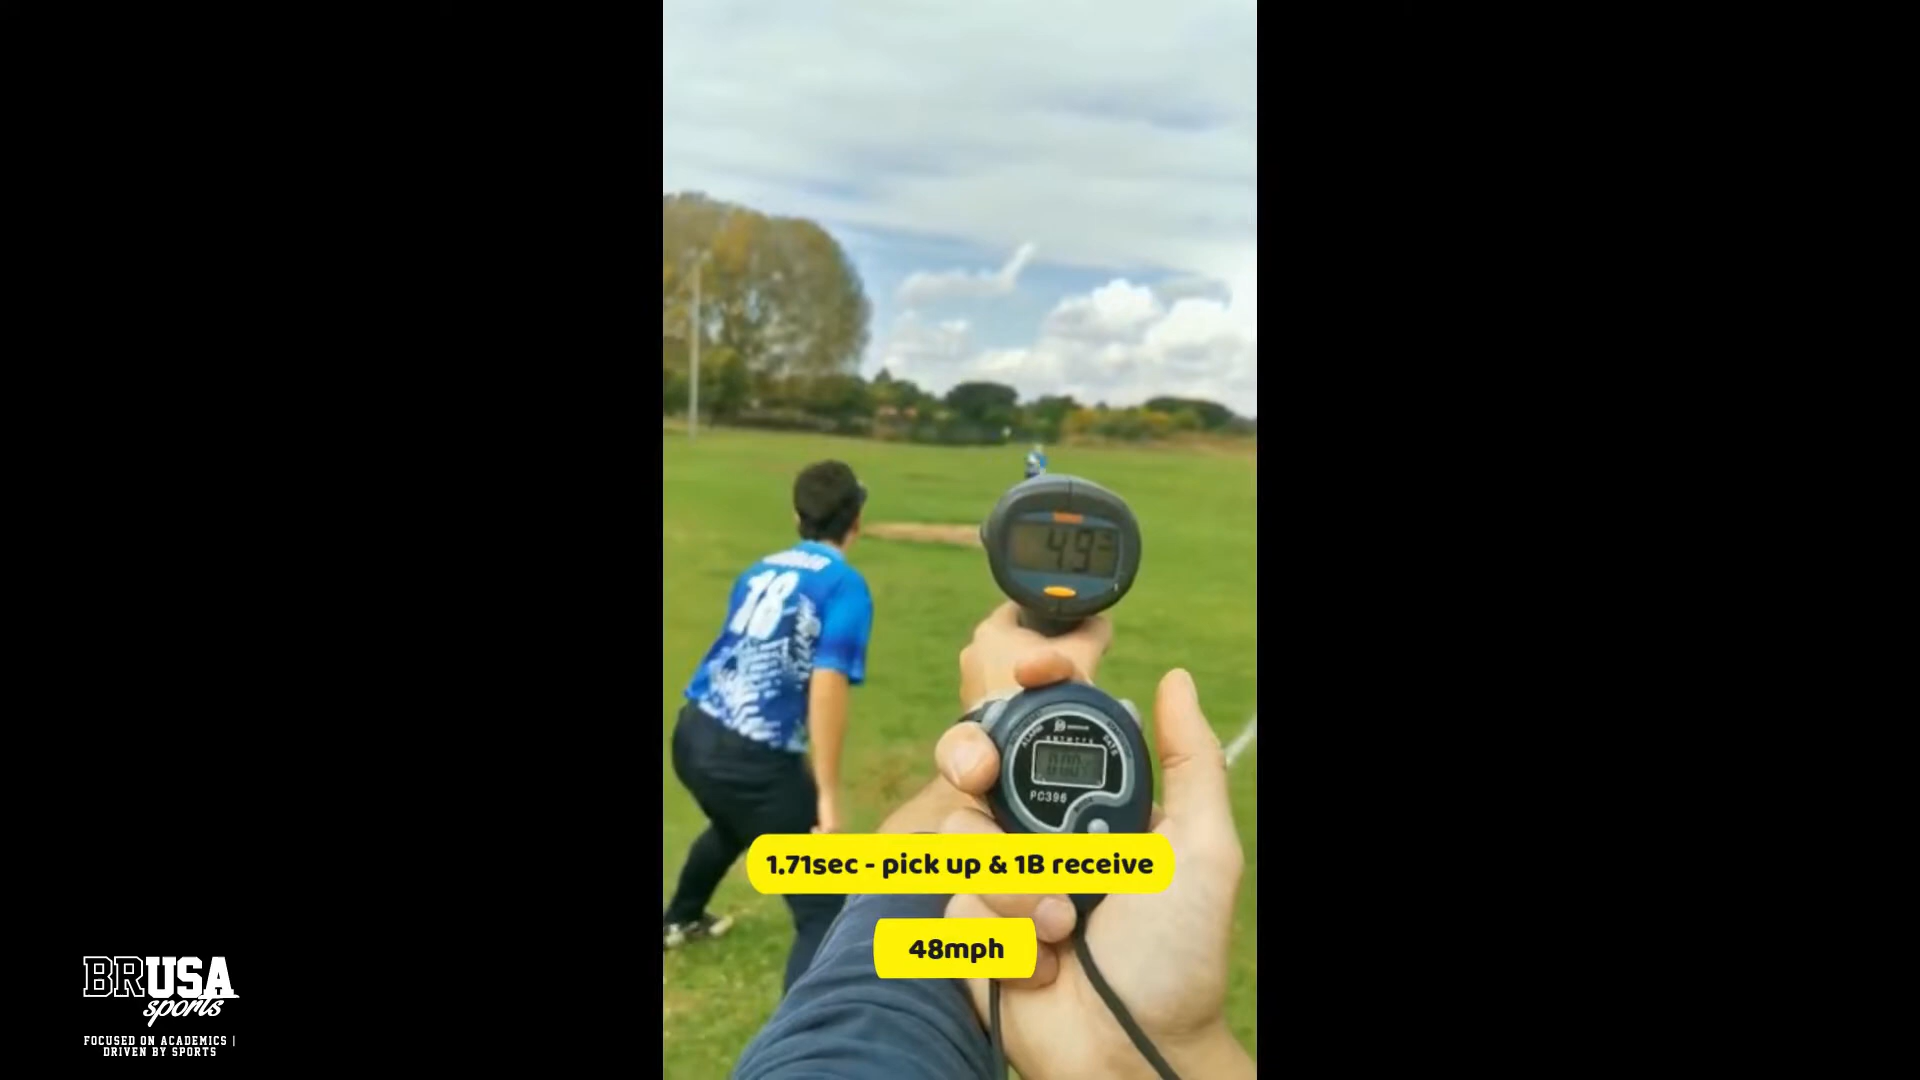 49
18
PC396
1.71sec - pick up & 1B receive
48mph
BRUSA
sports
FOCUSED ON ACADEMICS |
DRIVEN BY SPORTS